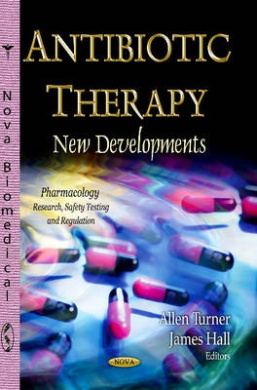 ANTIBIOTIC
THERAPY
New Developments
Pharmacology
Research, Safety Testing
and Regulation
Allen Turner
James Hall
Editors
NOVA
Nova Biomedical